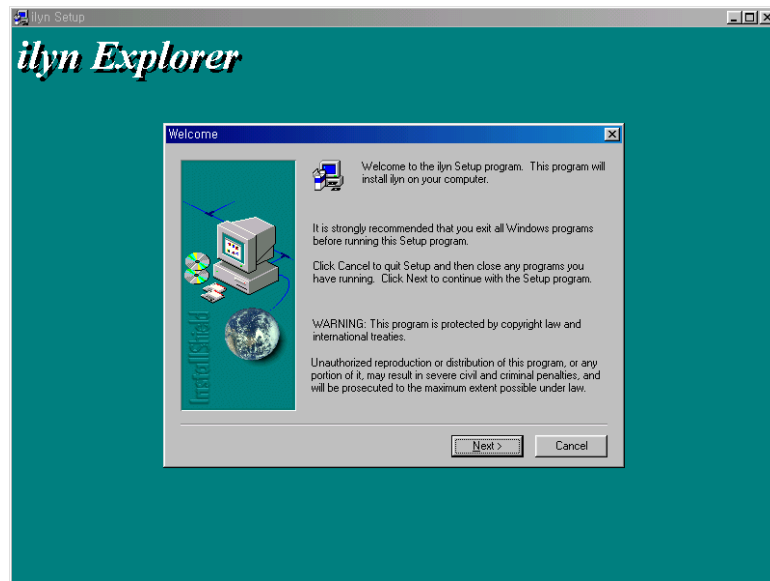 ilyn Setup
ilyn Explorer
Welcome
Welcome to the ilyn Setup program. This program will
install ilyn on your computer.
It is strongly recommended that you exit all Windows programs
before running this Setup program.
Click Cancel to quit Setup and then close any programs you
have running. Click Next to continue with the Setup program.
WARNING: This program is protected by copyright law and
international treaties.
Unauthorized reproduction or distribution of this program, or any
portion of it, may result in severe civil and criminal penalties, and
will be prosecuted to the maximum extent possible under law.
InstallShield
Next >
Cancel